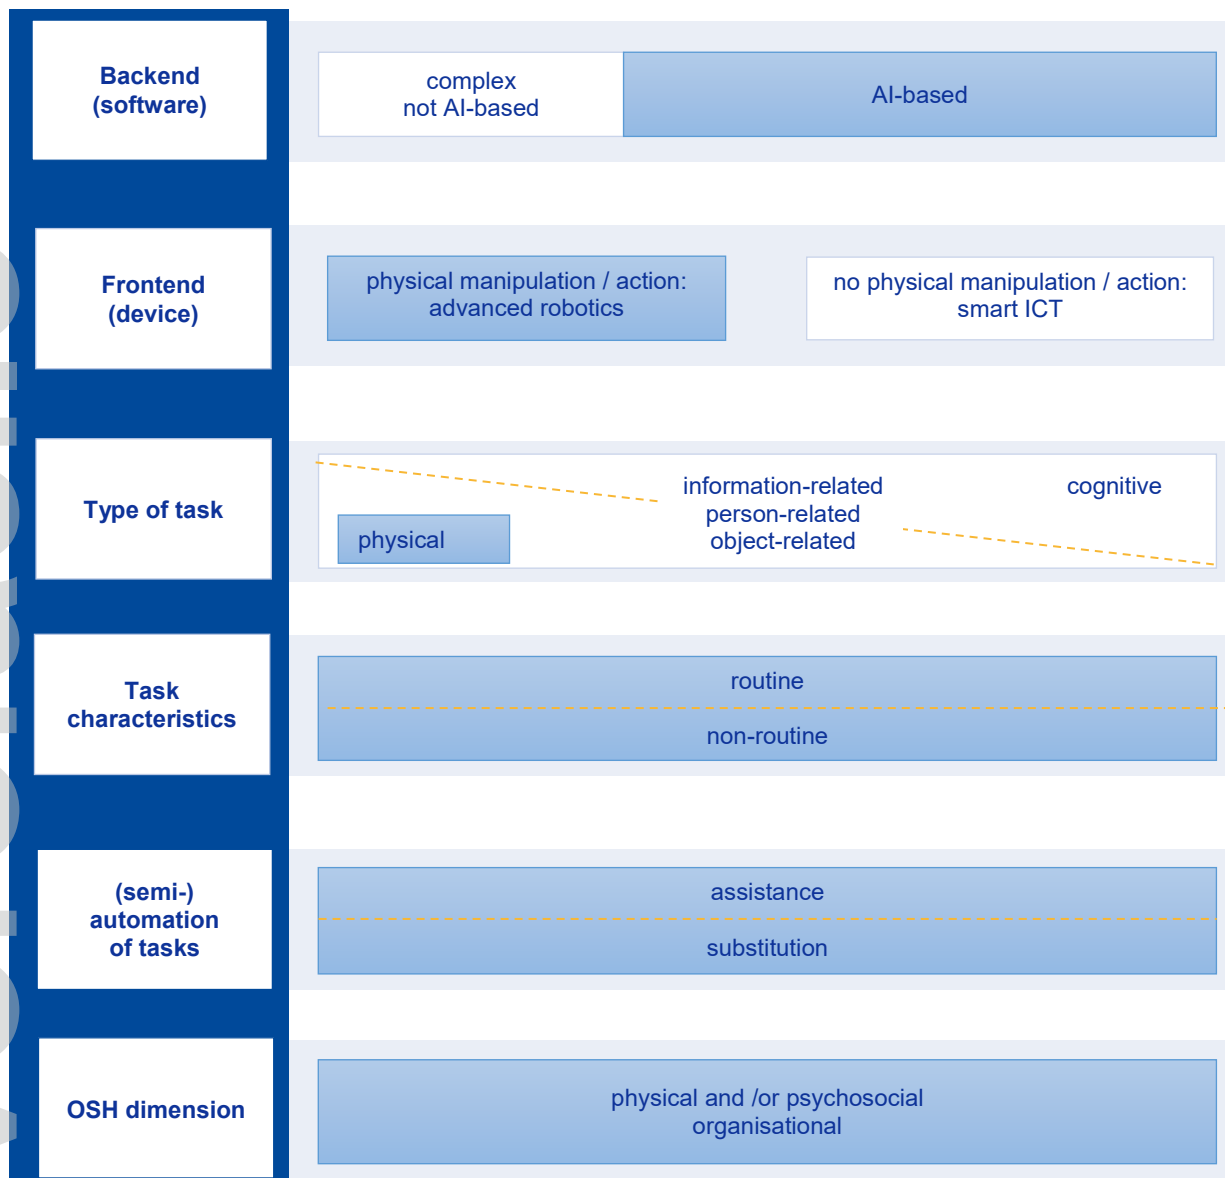 Backend
(software)
complex
not AI-based
AI-based
Frontend
(device)
physical manipulation / action:
advanced robotics
no physical manipulation / action:
smart ICT
Type of task
physical
information-related
person-related
object-related
cognitive
Task
characteristics
routine
non-routine
(semi-)
automation
of tasks
assistance
substitution
OSH dimension
physical and /or psychosocial
organisational